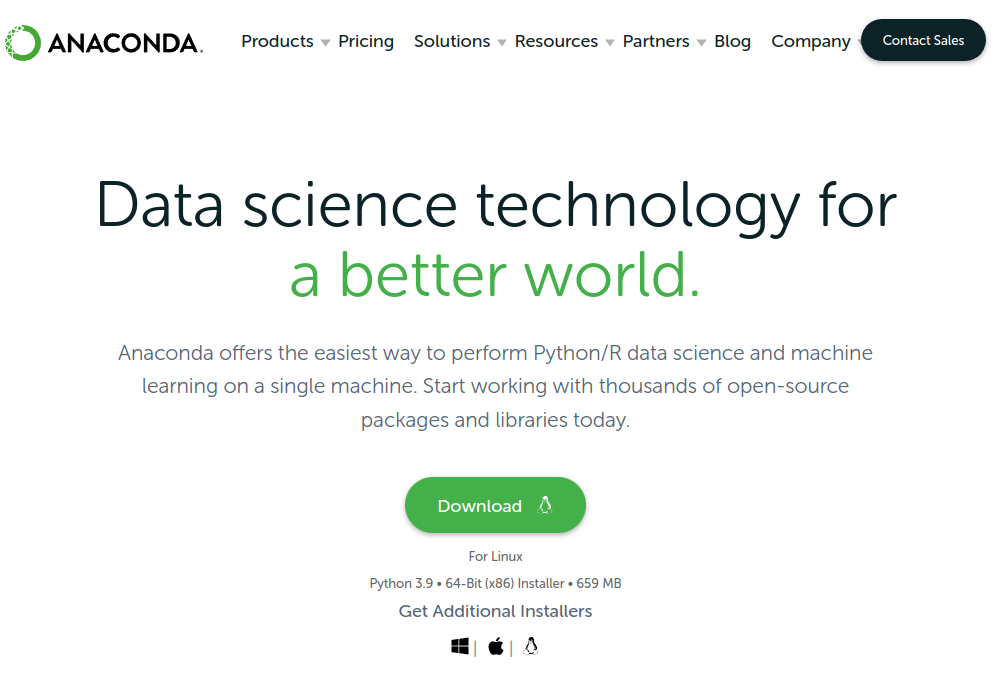 ANACONDA.
Products Pricing Solutions Resources Partners Blog Company Contact Sales
Data science technology for
a better world.
Anaconda offers the easiest way to perform Python/R data science and machine
learning on a single machine. Start working with thousands of open-source
packages and libraries today.
Download
For Linux
Python 3.9 • 64-Bit (x86) Installer • 659 MB
Get Additional Installers
| |